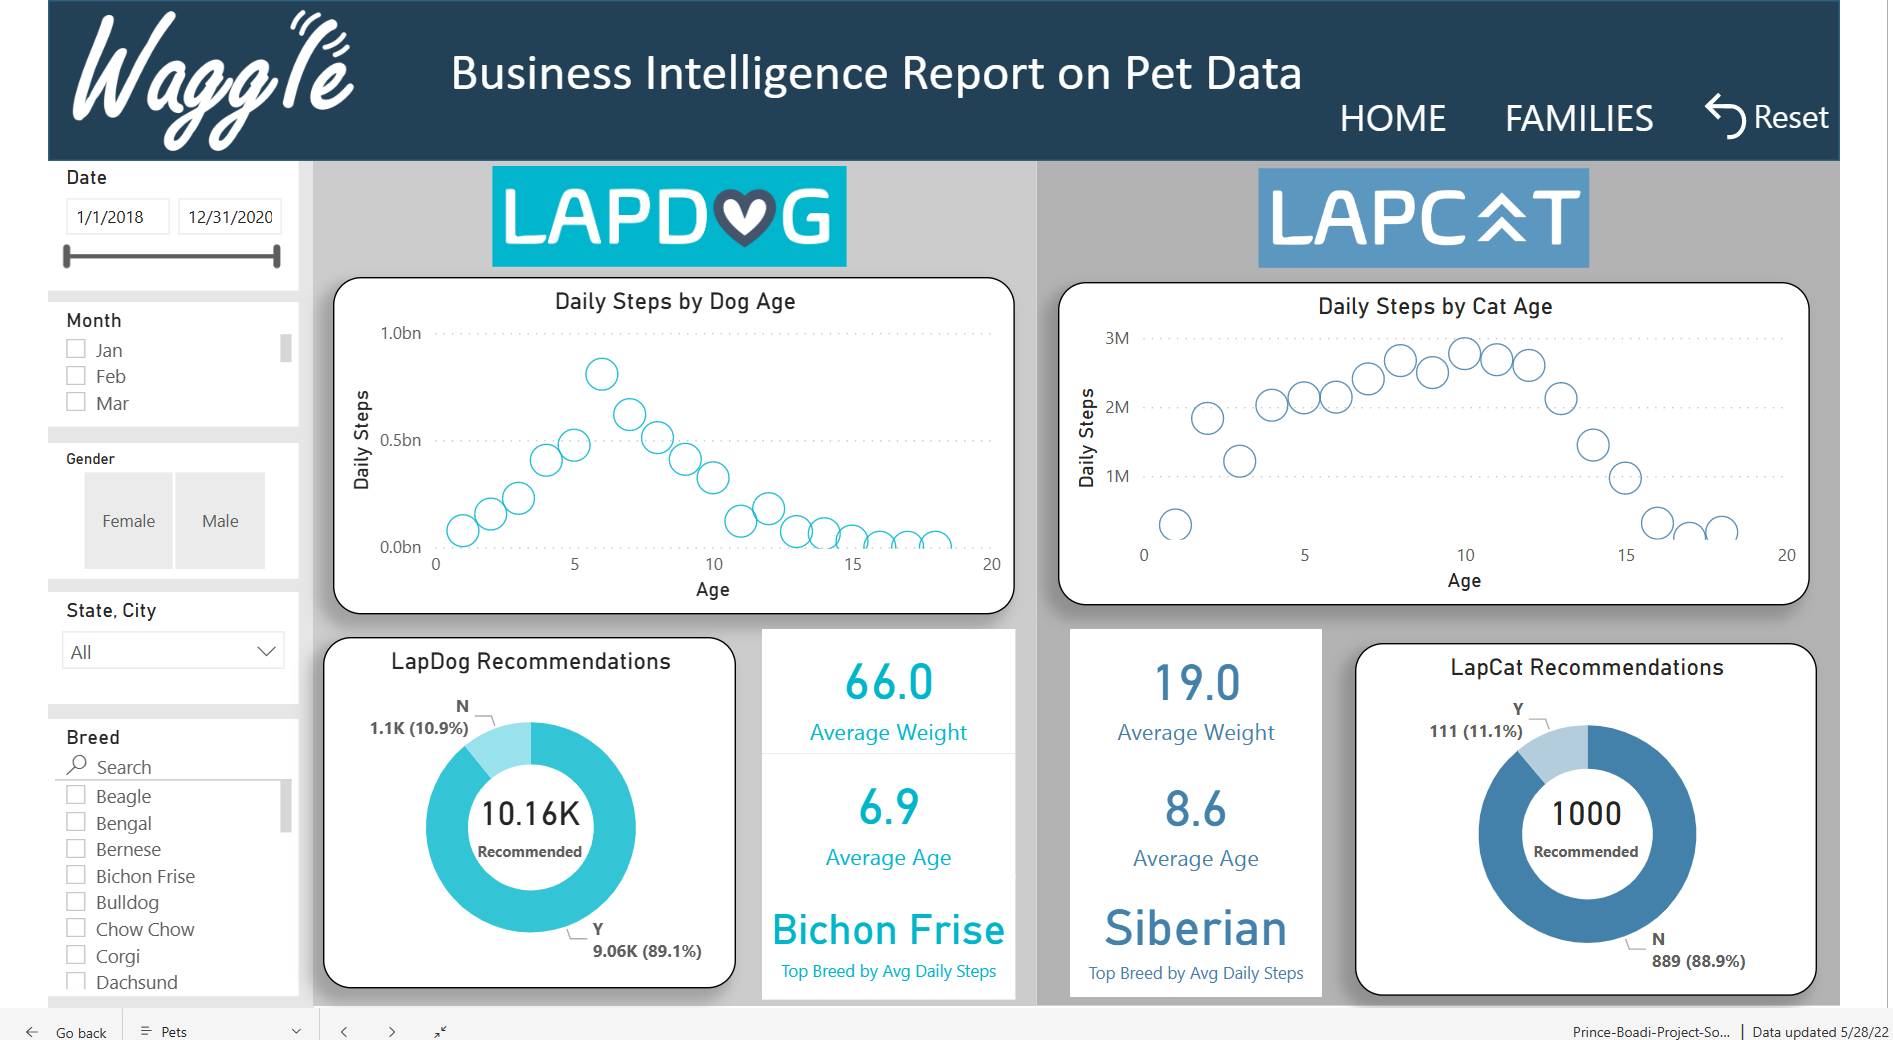 Waggle
Business Intelligence Report on Pet Data
HOME
FAMILIES
Reset
Date
1/1/2018
12/31/2020
Month
Jan
Feb
Mar
Gender
Female
Male
State, City
All
Breed
Search
Beagle
Bengal
Bernese
Bichon Frise
Bulldog
Chow Chow
Corgi
Dachsund
LAPDOG
Daily Steps by Dog Age
Daily Steps
1.0bn
0.5bn
0.0bn
0
5
10
15
20
Age
LapDog Recommendations
N
1.1K (10.9%)
10.16K
Recommended
Y
9.06K (89.1%)
66.0
Average Weight
6.9
Average Age
Bichon Frise
Top Breed by Avg Daily Steps
LAPCAT
Daily Steps by Cat Age
Daily Steps
3M
2M
1M
0
5
10
15
20
Age
19.0
Average Weight
8.6
Average Age
Siberian
Top Breed by Avg Daily Steps
LapCat Recommendations
Y
111 (11.1%)
1000
Recommended
N
889 (88.9%)
Go back
Pets
Prince-Boadi-Project-So... | Data updated 5/28/22